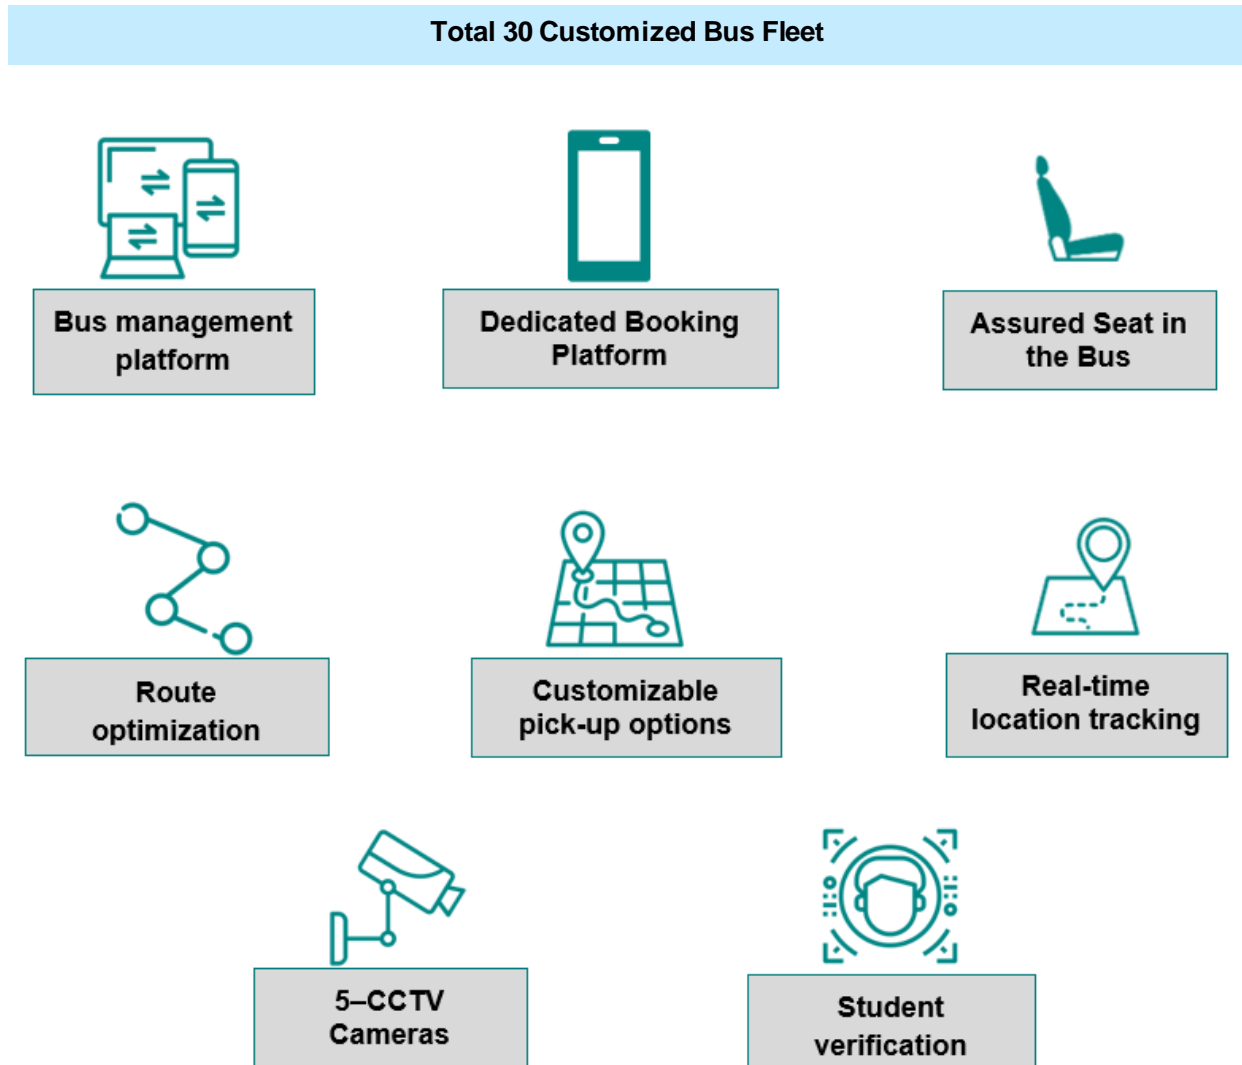 Total 30 Customized Bus Fleet
Bus management
platform
Dedicated Booking
Platform
Assured Seat in
the Bus
Route
optimization
Customizable
pick-up options
Real-time
location tracking
5–CCTV
Cameras
Student
verification